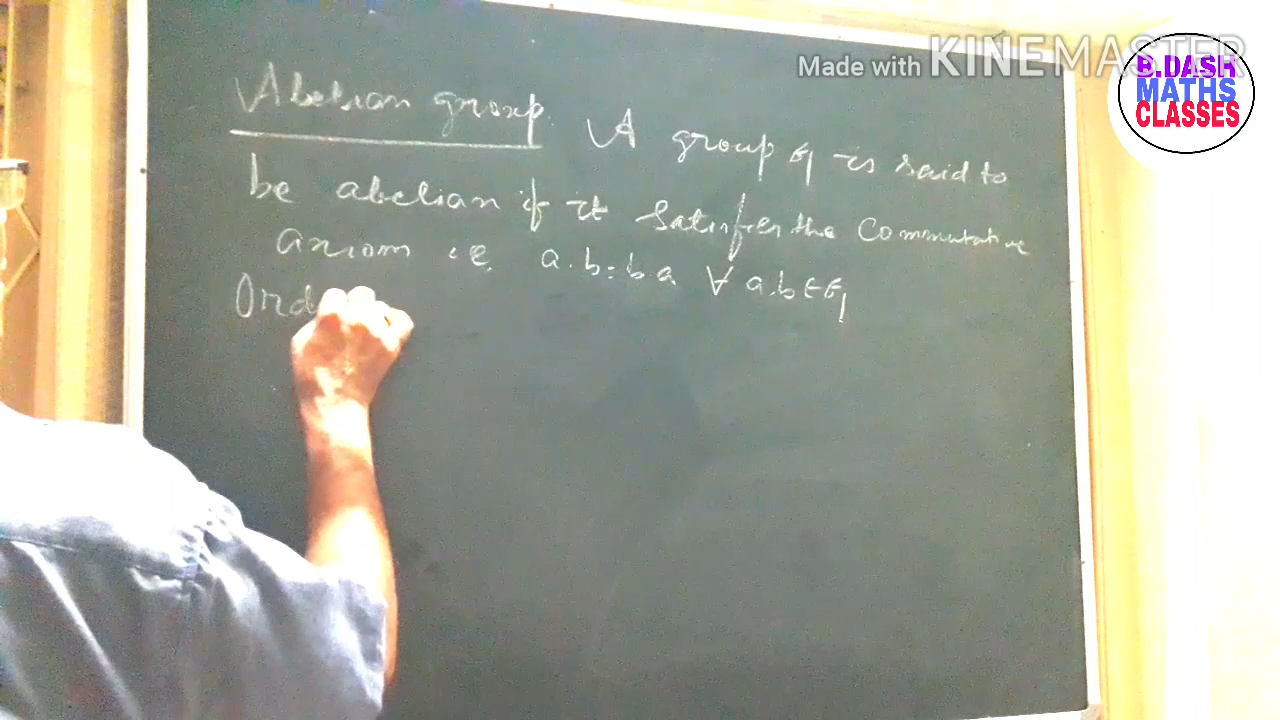 Made with KINEMASTER
B.DASH
MATHS
CLASSES
Abelian group. A group G is said to
be abelian if it satisfies the commutative
axiom i.e. a.b = b a ∀ a.b ∈ G
Ord